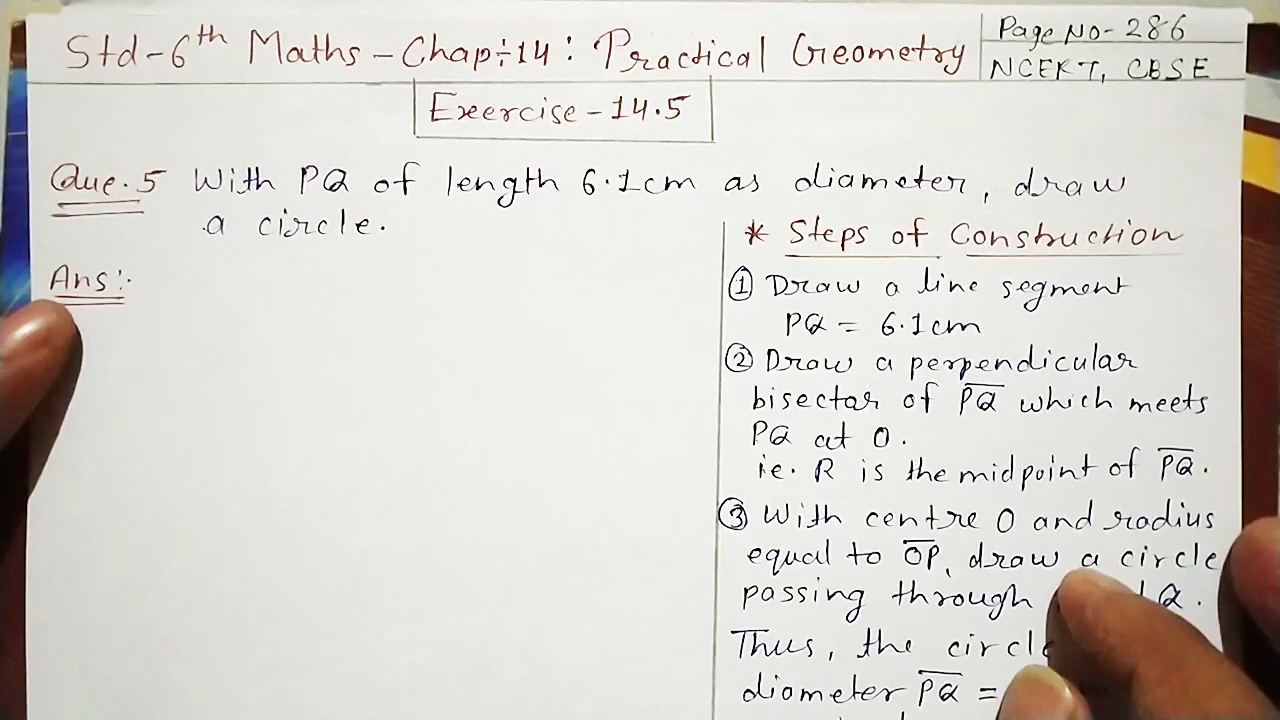 Std-6th Maths - Chap÷14: Practical Geometry
Page No- 286
NCERT, CBSE
Exercise - 14.5
Que. 5 With PQ of length 6.1cm as diameter, draw
a circle.
Ans:-
* Steps of Construction
① Draw a line segment
PQ = 6.1cm
② Draw a perpendicular
bisectar of PQ which meets
PQ at O.
ie. R is the midpoint of PQ.
③ With centre O and radius
equal to OP, draw a circle
passing through Q.
Thus, the circle
diameter PQ =